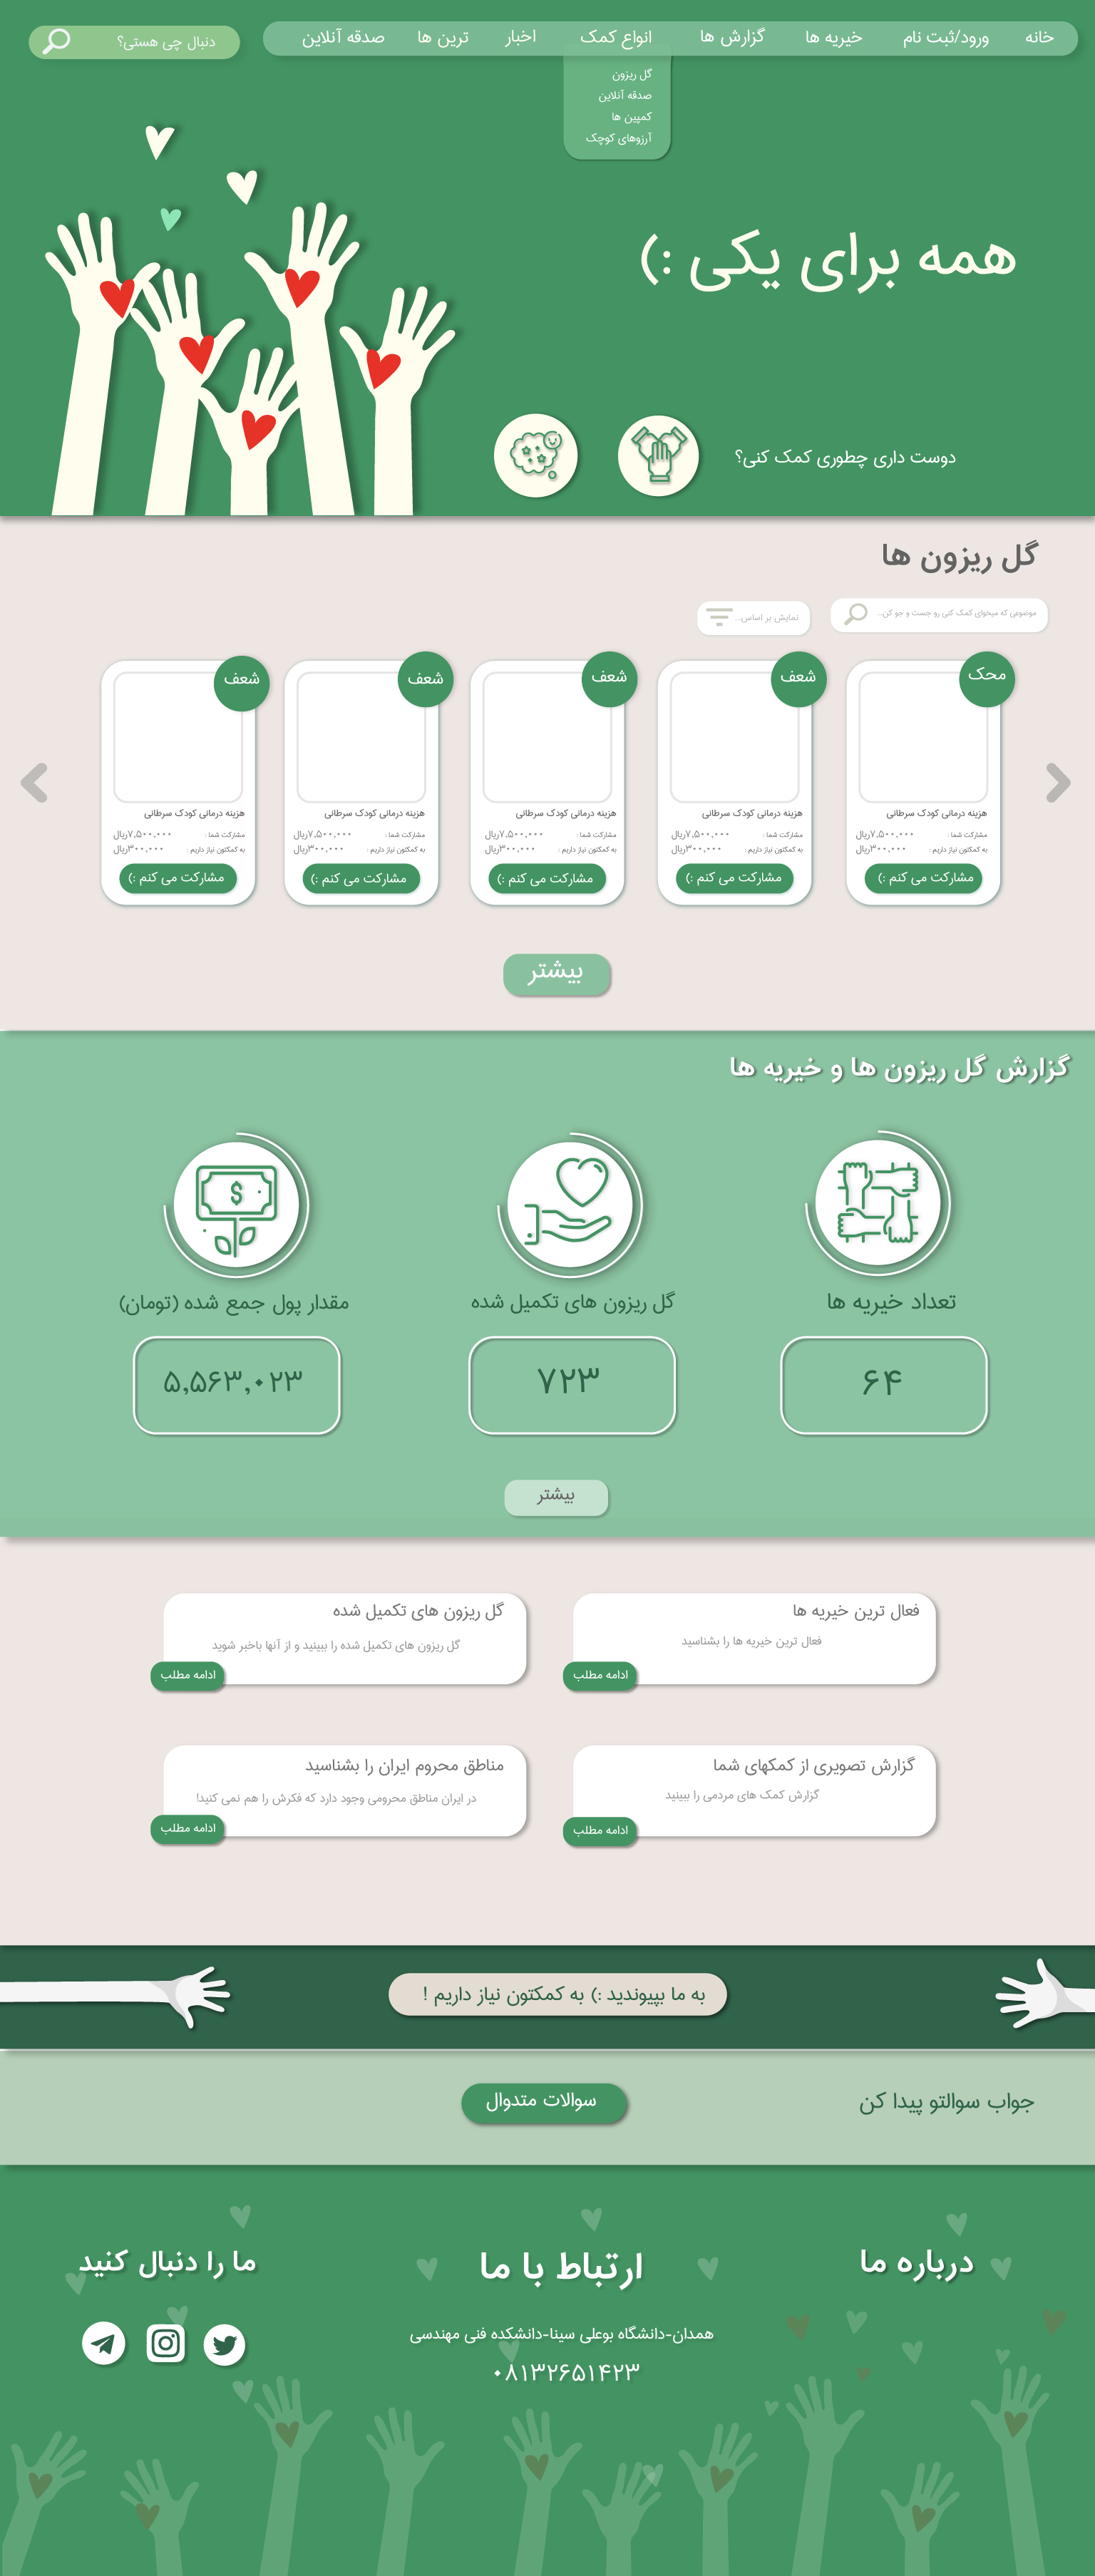 خانه
ورود/ثبت نام
خیریه ها
گزارش ها
انواع کمک
اخبار
ترین ها
صدقه آنلاین
دنبال چی هستی؟
گل ریزون
صدقه آنلاین
کمپین ها
آرزوهای کوچک
همه برای یکی :)
دوست داری چطوری کمک کنی؟
گل ریزون ها
موضوعی که میخوای کمک کنی رو جست و جو کن...
نمایش بر اساس...
محک
هزینه درمانی کودک سرطانی
مشارکت شما : ۷,۵۰۰,۰۰۰ریال
به کمکتون نیاز داریم : ۳۰۰,۰۰۰ریال
مشارکت می کنم :)
شعف
هزینه درمانی کودک سرطانی
مشارکت شما : ۷,۵۰۰,۰۰۰ریال
به کمکتون نیاز داریم : ۳۰۰,۰۰۰ریال
مشارکت می کنم :)
شعف
هزینه درمانی کودک سرطانی
مشارکت شما : ۷,۵۰۰,۰۰۰ریال
به کمکتون نیاز داریم : ۳۰۰,۰۰۰ریال
مشارکت می کنم :)
شعف
هزینه درمانی کودک سرطانی
مشارکت شما : ۷,۵۰۰,۰۰۰ریال
به کمکتون نیاز داریم : ۳۰۰,۰۰۰ریال
مشارکت می کنم :)
شعف
هزینه درمانی کودک سرطانی
مشارکت شما : ۷,۵۰۰,۰۰۰ریال
به کمکتون نیاز داریم : ۳۰۰,۰۰۰ریال
مشارکت می کنم :)
بیشتر
گزارش گل ریزون ها و خیریه ها
تعداد خیریه ها
۶۴
گل ریزون های تکمیل شده
۷۲۳
$
مقدار پول جمع شده (تومان)
۵,۵۶۳,۰۲۳
بیشتر
فعال ترین خیریه ها
فعال ترین خیریه ها را بشناسید
ادامه مطلب
گل ریزون های تکمیل شده
گل ریزون های تکمیل شده را ببینید و از آنها باخبر شوید
ادامه مطلب
گزارش تصویری از کمکهای شما
گزارش کمک های مردمی را ببینید
ادامه مطلب
مناطق محروم ایران را بشناسید
در ایران مناطق محرومی وجود دارد که فکرش را هم نمی کنید!
ادامه مطلب
به ما بپیوندید :) به کمکتون نیاز داریم !
جواب سوالتو پیدا کن
سوالات متدوال
درباره ما
ارتباط با ما
همدان-دانشگاه بوعلی سینا-دانشکده فنی مهندسی
۰۸۱۳۲۶۵۱۴۲۳
ما را دنبال کنید